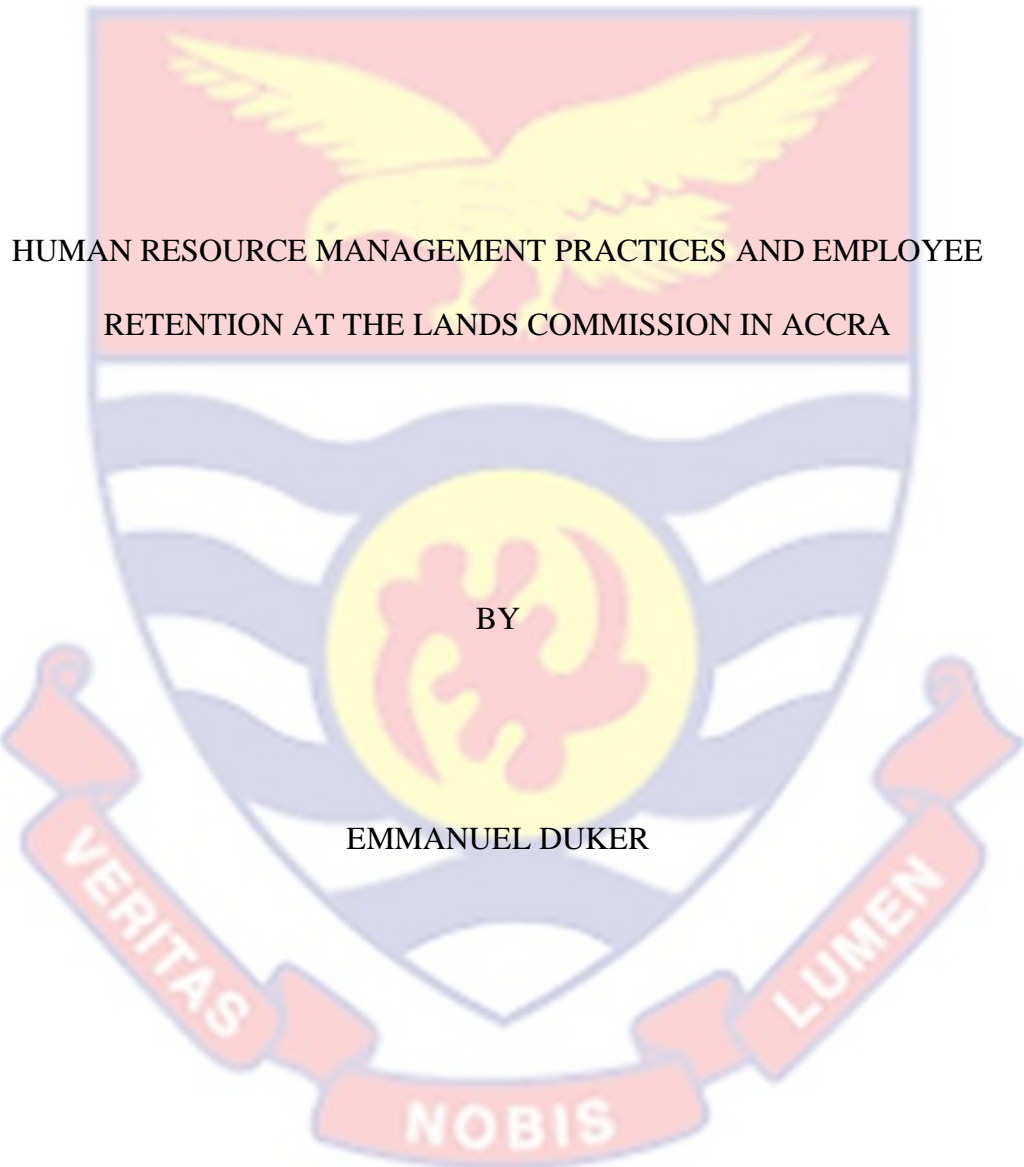 HUMAN RESOURCE MANAGEMENT PRACTICES AND EMPLOYEE
RETENTION AT THE LANDS COMMISSION IN ACCRA
BY
EMMANUEL DUKER
VERITAS
NOBIS
LUMEN